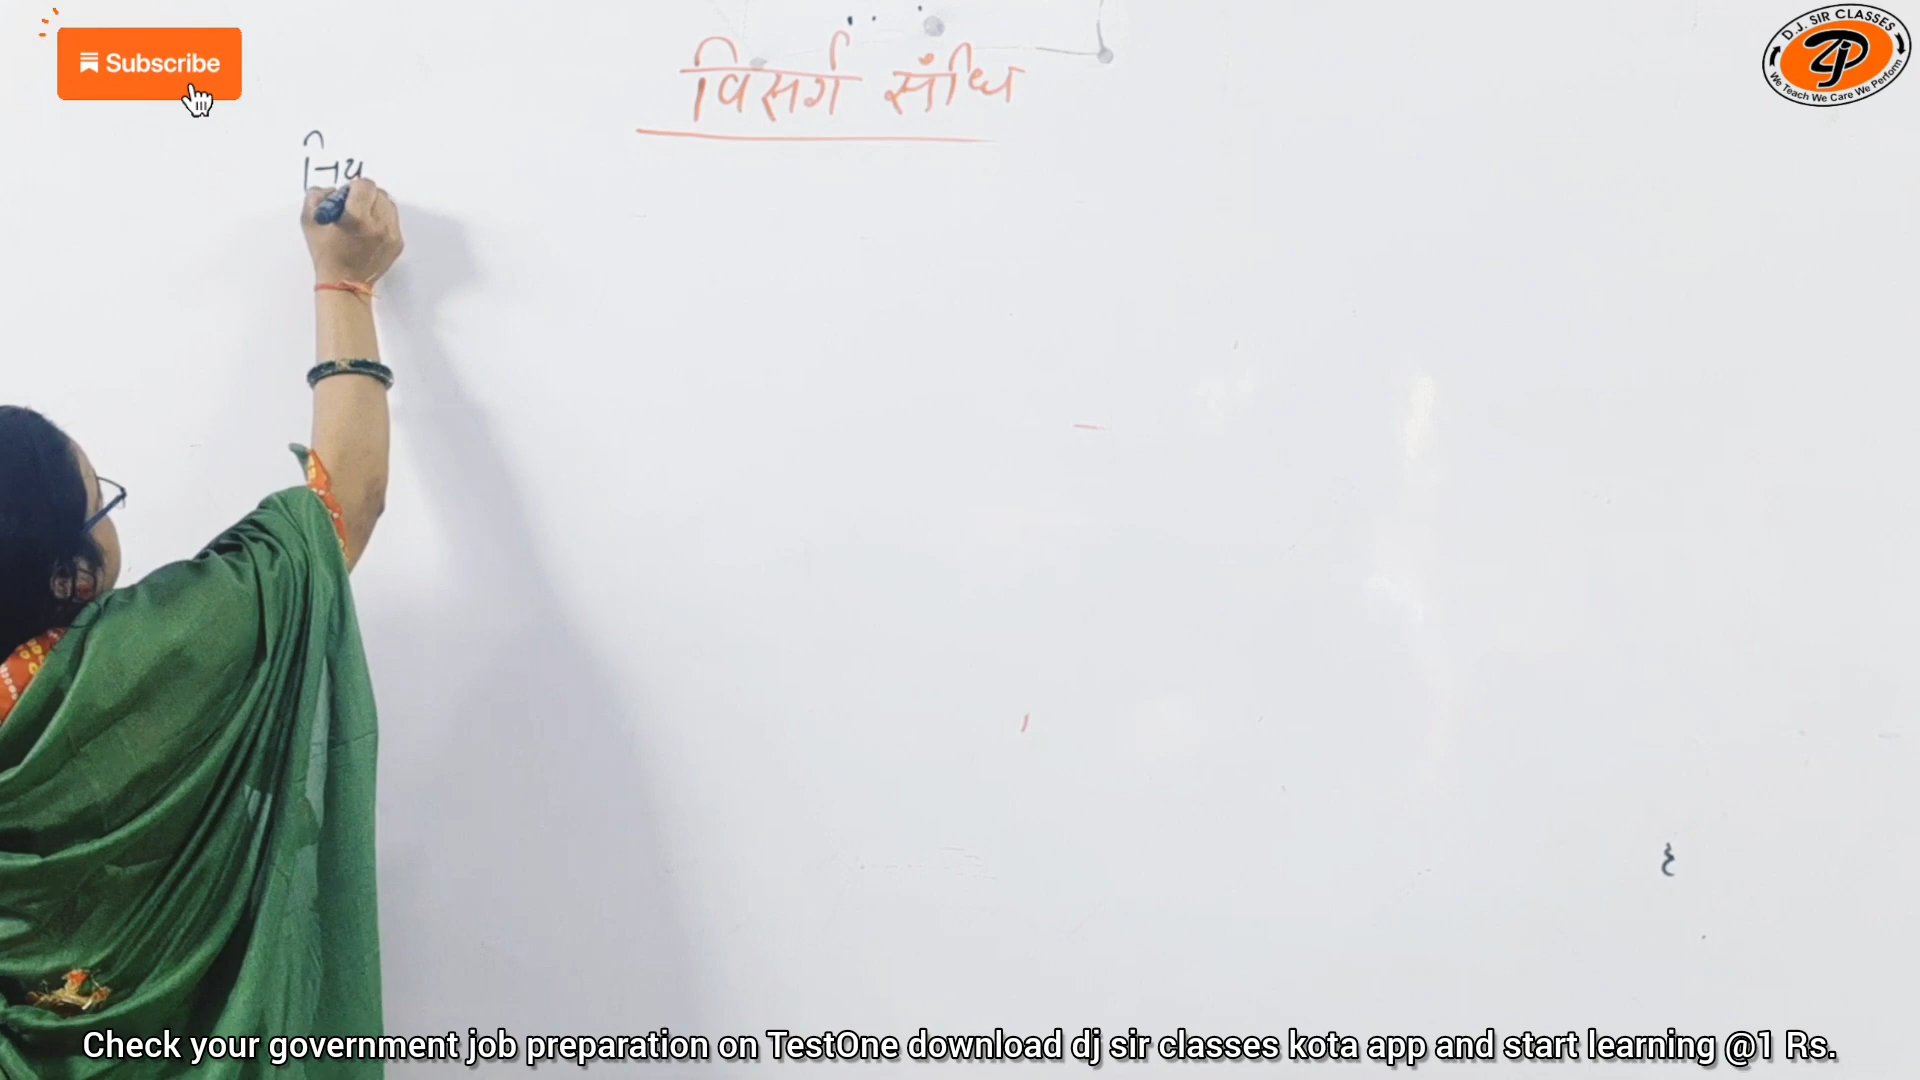 Subscribe
D.J. SIR CLASSES
We Teach We Care We Perform
विसर्ग संधि
निय
Check your government job preparation on TestOne download dj sir classes kota app and start learning @1 Rs.